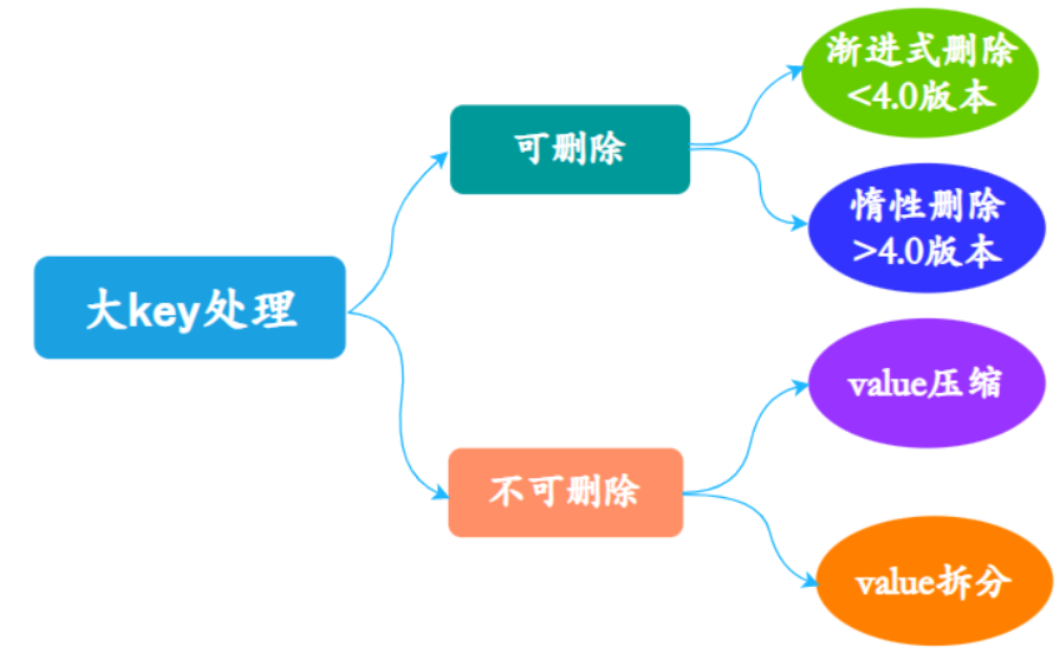 大key处理
可删除
渐进式删除
<4.0版本
惰性删除
>4.0版本
不可删除
value压缩
value拆分